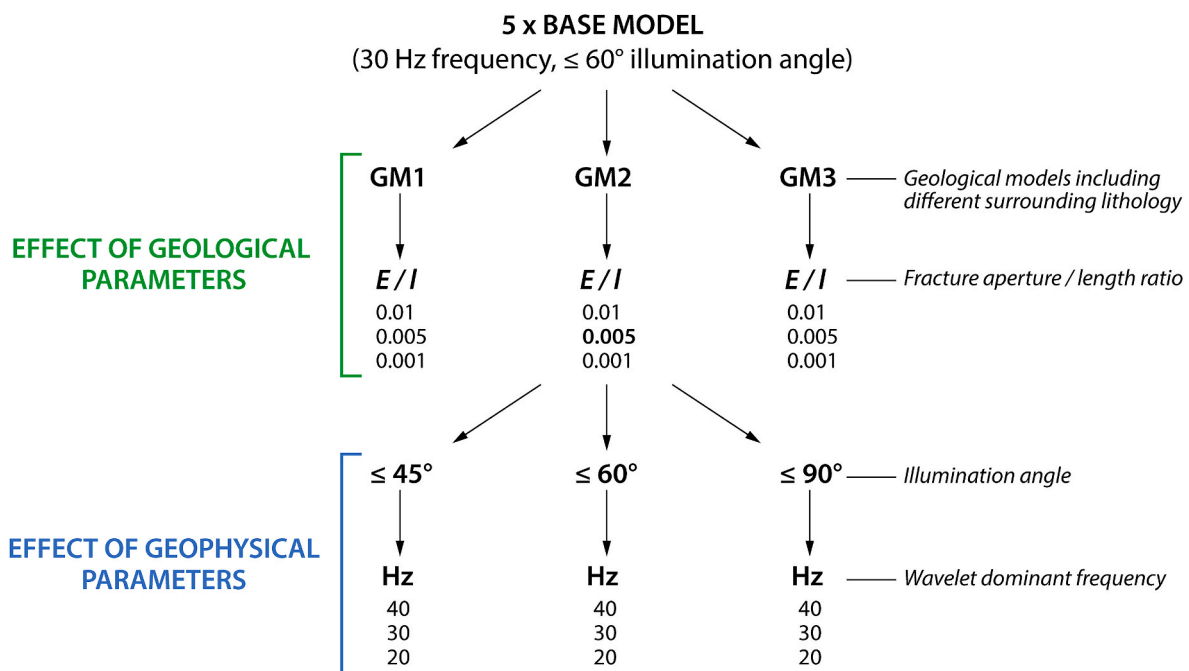 5 x BASE MODEL
(30 Hz frequency, ≤ 60° illumination angle)
GM1 GM2 GM3 Geological models including
different surrounding lithology
EFFECT OF GEOLOGICAL
PARAMETERS
E / l E / l E / l Fracture aperture / length ratio
0.01 0.01 0.01
0.005 0.005 0.005
0.001 0.001 0.001
≤ 45° ≤ 60° ≤ 90° Illumination angle
EFFECT OF GEOPHYSICAL
PARAMETERS
Hz Hz Hz Wavelet dominant frequency
40 40 40
30 30 30
20 20 20